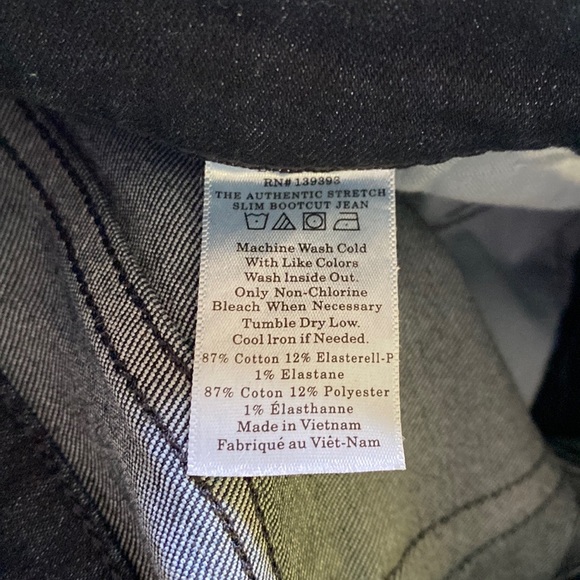 RN# 139393
THE AUTHENTIC STRETCH
SLIM BOOTCUT JEAN
Machine Wash Cold
With Like Colors
Wash Inside Out.
Only Non-Chlorine
Bleach When Necessary
Tumble Dry Low.
Cool Iron if Needed.
87% Cotton 12% Elasterell-P
1% Elastane
87% Coton 12% Polyester
1% Élasthanne
Made in Vietnam
Fabriqué au Viêt-Nam